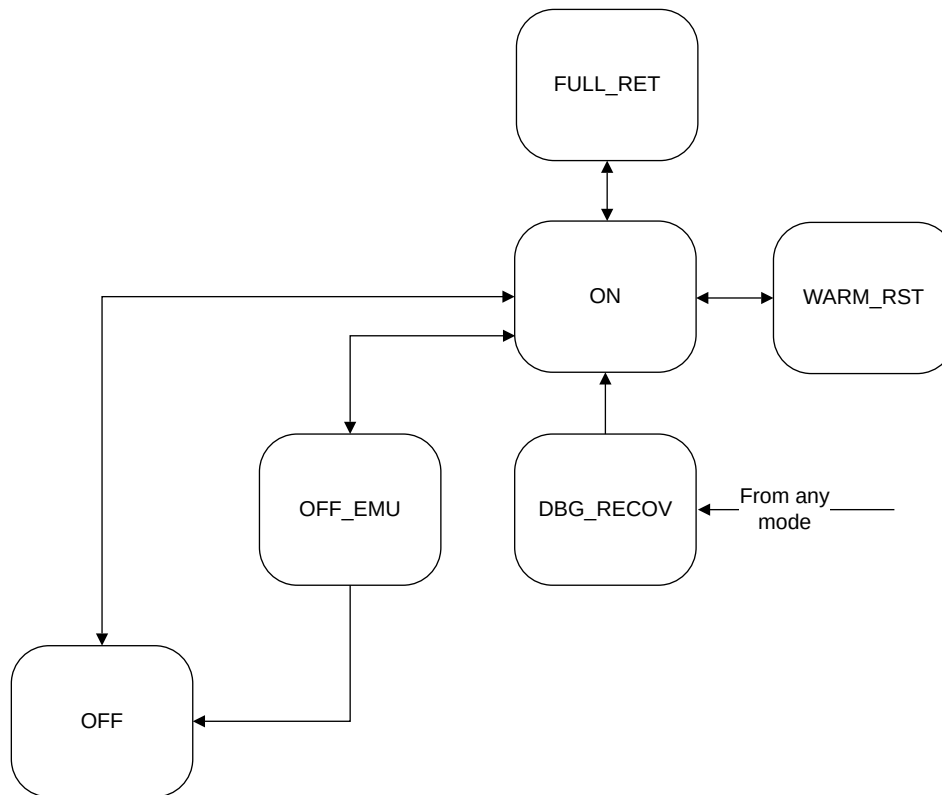 FULL_RET
ON
WARM_RST
OFF_EMU
DBG_RECOV
From any
mode
OFF